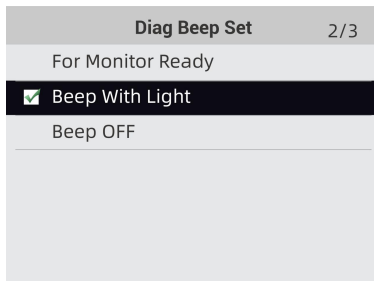 Diag Beep Set 2/3
For Monitor Ready
Beep With Light
Beep OFF